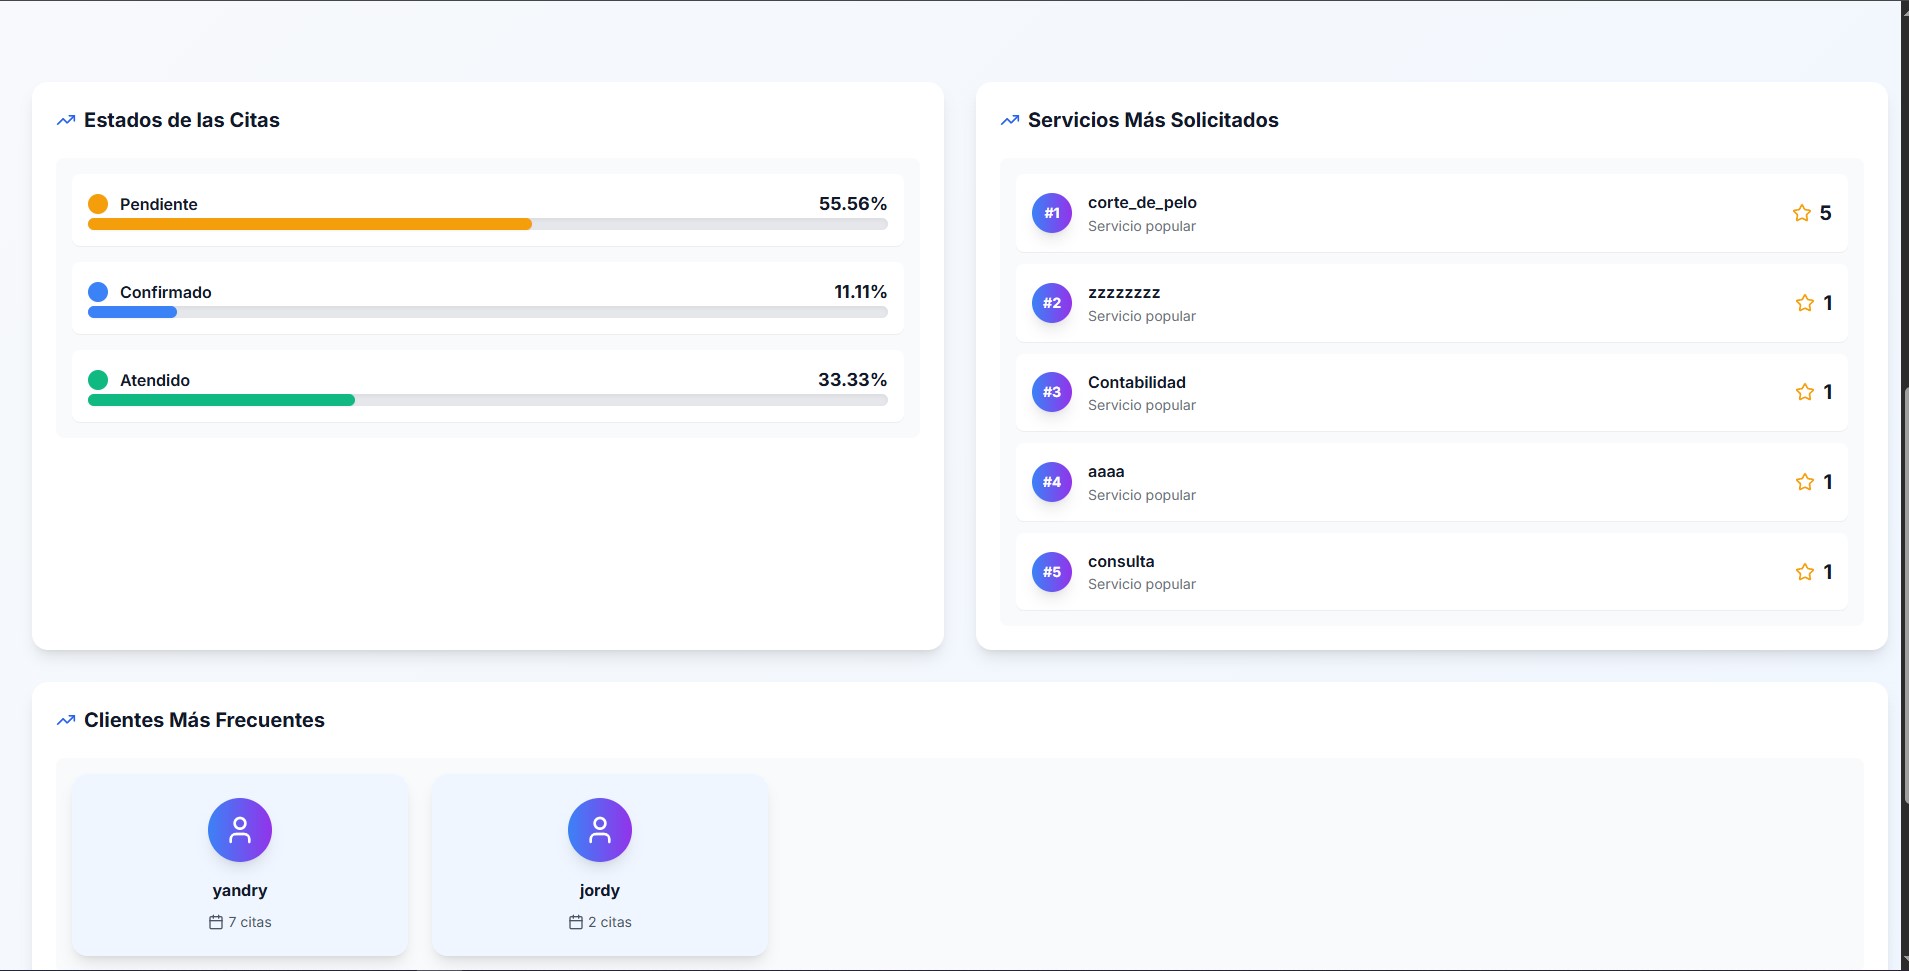 Estados de las Citas
Pendiente 55.56%
Confirmado 11.11%
Atendido 33.33%
Servicios Más Solicitados
#1 corte_de_pelo 5
Servicio popular
#2 zzzzzzzz 1
Servicio popular
#3 Contabilidad 1
Servicio popular
#4 aaaa 1
Servicio popular
#5 consulta 1
Servicio popular
Clientes Más Frecuentes
yandry
7 citas
jordy
2 citas